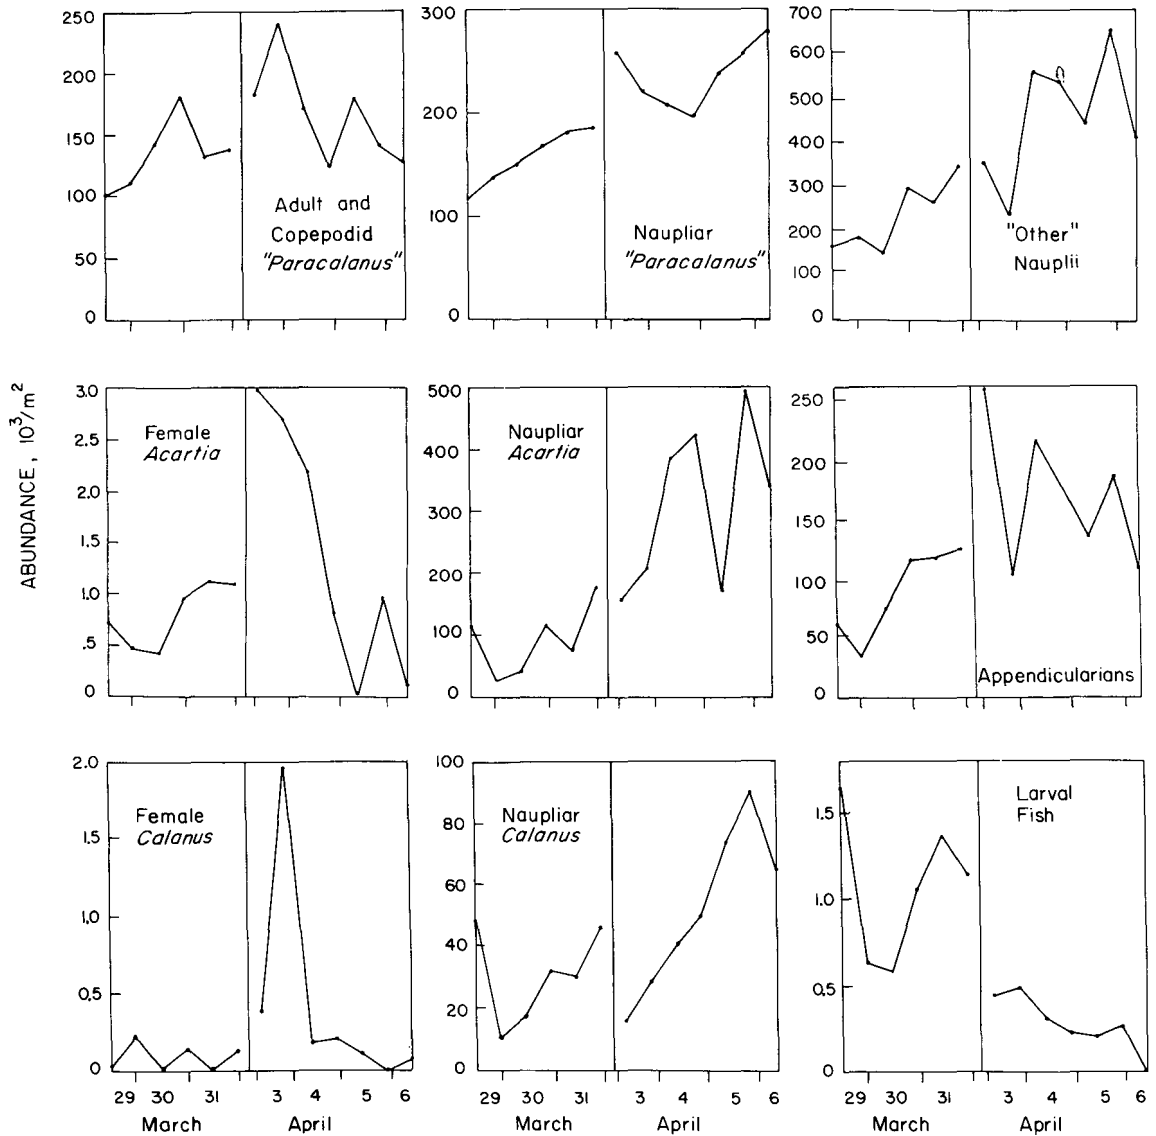 250
200
150
100
50
0
Adult and
Copepodid
"Paracalanus"
300
200
100
0
Naupliar
"Paracalanus"
700
600
500
400
300
200
100
0
"Other"
Nauplii
ABUNDANCE, 10³/m²
3.0
2.5
2.0
1.5
1.0
.5
0
Female
Acartia
500
400
300
200
100
0
Naupliar
Acartia
250
200
150
100
50
0
Appendicularians
2.0
1.5
1.0
0.5
0
Female
Calanus
100
80
60
40
20
0
Naupliar
Calanus
1.5
1.0
0.5
0
Larval
Fish
29 30 31 3 4 5 6
March April
29 30 31 3 4 5 6
March April
29 30 31 3 4 5 6
March April